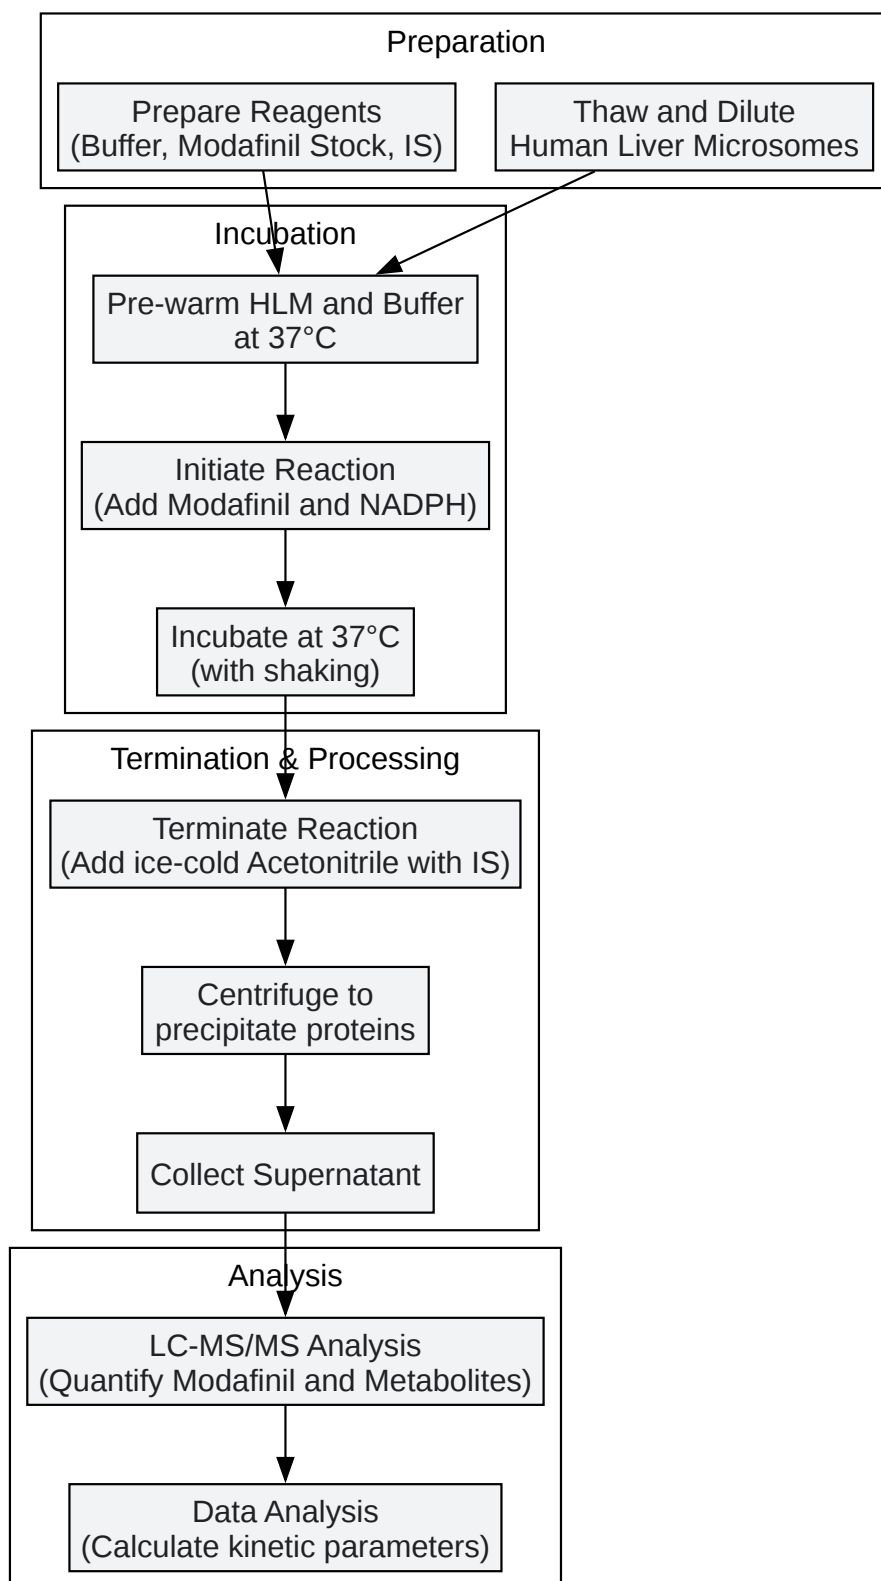 Preparation
Prepare Reagents
(Buffer, Modafinil Stock, IS)
Thaw and Dilute
Human Liver Microsomes
Incubation
Pre-warm HLM and Buffer
at 37°C
Initiate Reaction
(Add Modafinil and NADPH)
Incubate at 37°C
(with shaking)
Termination & Processing
Terminate Reaction
(Add ice-cold Acetonitrile with IS)
Centrifuge to
precipitate proteins
Collect Supernatant
Analysis
LC-MS/MS Analysis
(Quantify Modafinil and Metabolites)
Data Analysis
(Calculate kinetic parameters)